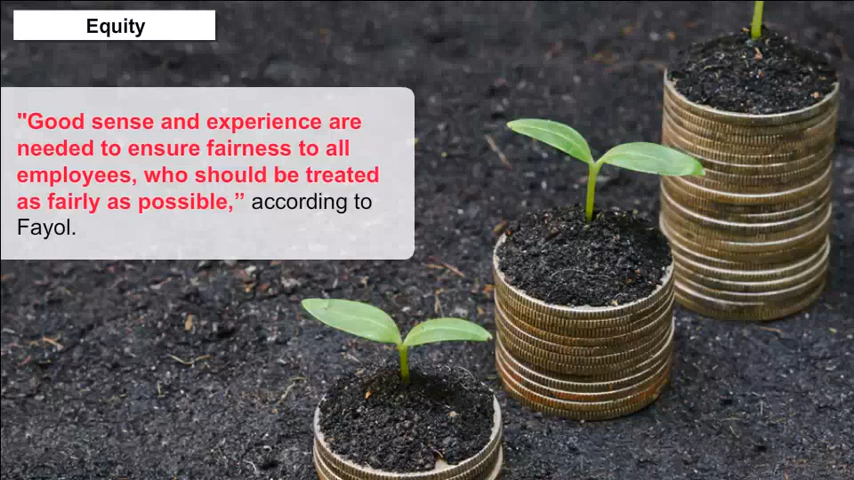 Equity
"Good sense and experience are
needed to ensure fairness to all
employees, who should be treated
as fairly as possible,” according to
Fayol.